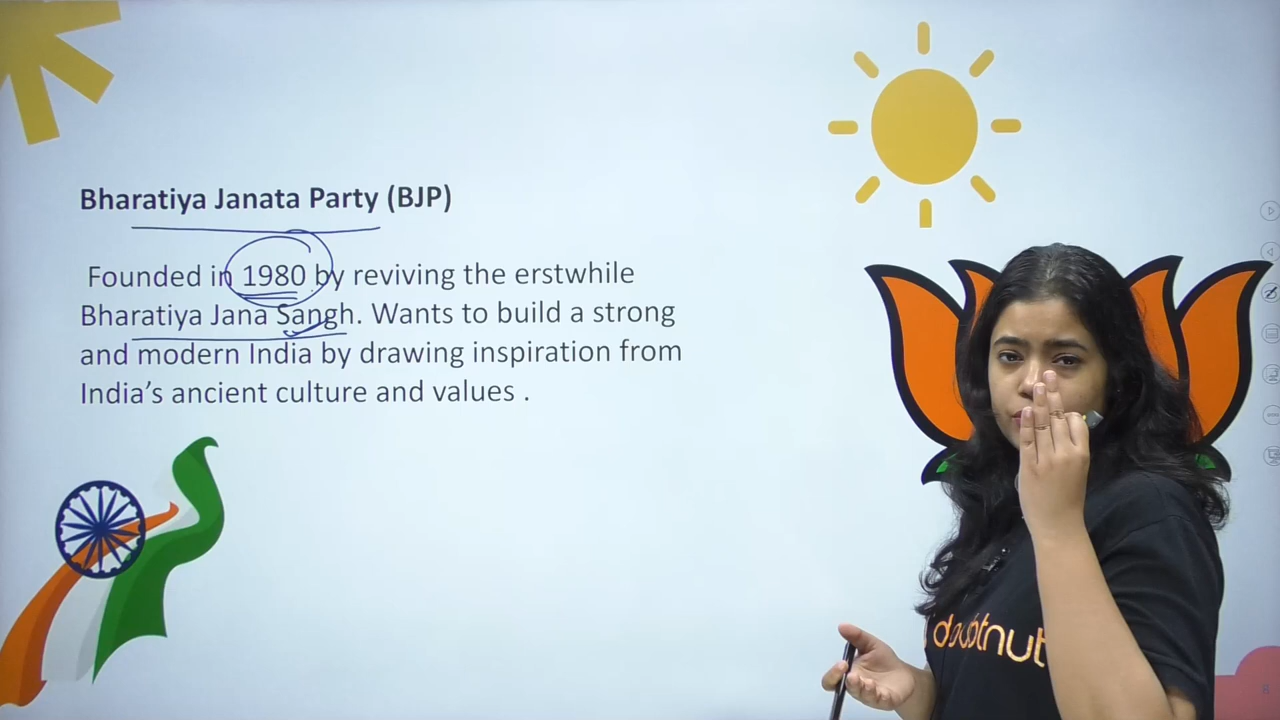 Bharatiya Janata Party (BJP)
Founded in 1980 by reviving the erstwhile
Bharatiya Jana Sangh. Wants to build a strong
and modern India by drawing inspiration from
India’s ancient culture and values .
doubtnut